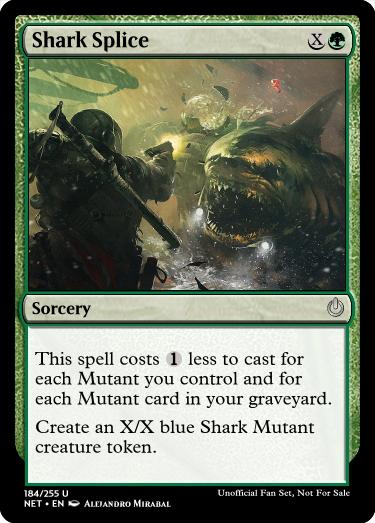 Shark Splice X
Sorcery
This spell costs 1 less to cast for
each Mutant you control and for
each Mutant card in your graveyard.
Create an X/X blue Shark Mutant
creature token.
184/255 U
NET • EN Alejandro Mirabal
Unofficial Fan Set, Not For Sale